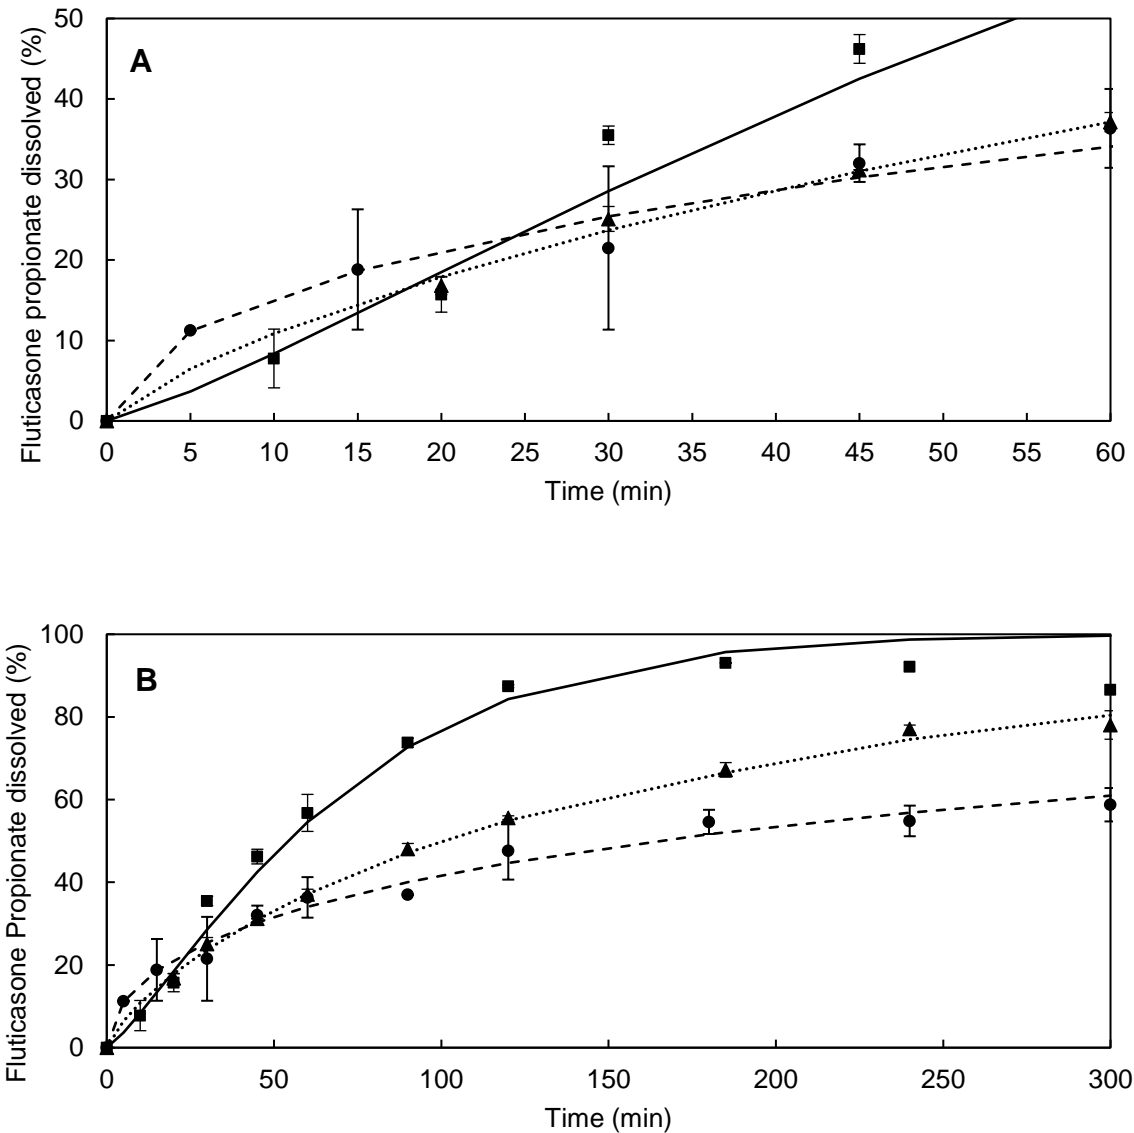 Fluticasone propionate dissolved (%)
A
50
40
30
20
10
0
0 5 10 15 20 25 30 35 40 45 50 55 60
Time (min)
Fluticasone Propionate dissolved (%)
B
100
80
60
40
20
0
0 50 100 150 200 250 300
Time (min)